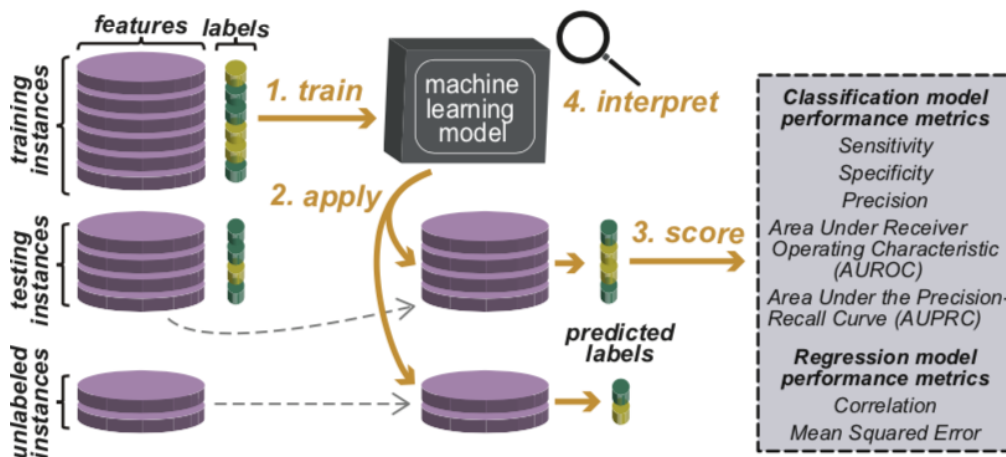 features
labels
training
instances
1. train
machine
learning
model
4. interpret
2. apply
testing
instances
3. score
predicted
labels
unlabeled
instances
Classification model
performance metrics
Sensitivity
Specificity
Precision
Area Under Receiver
Operating Characteristic
(AUROC)
Area Under the Precision-
Recall Curve (AUPRC)
Regression model
performance metrics
Correlation
Mean Squared Error